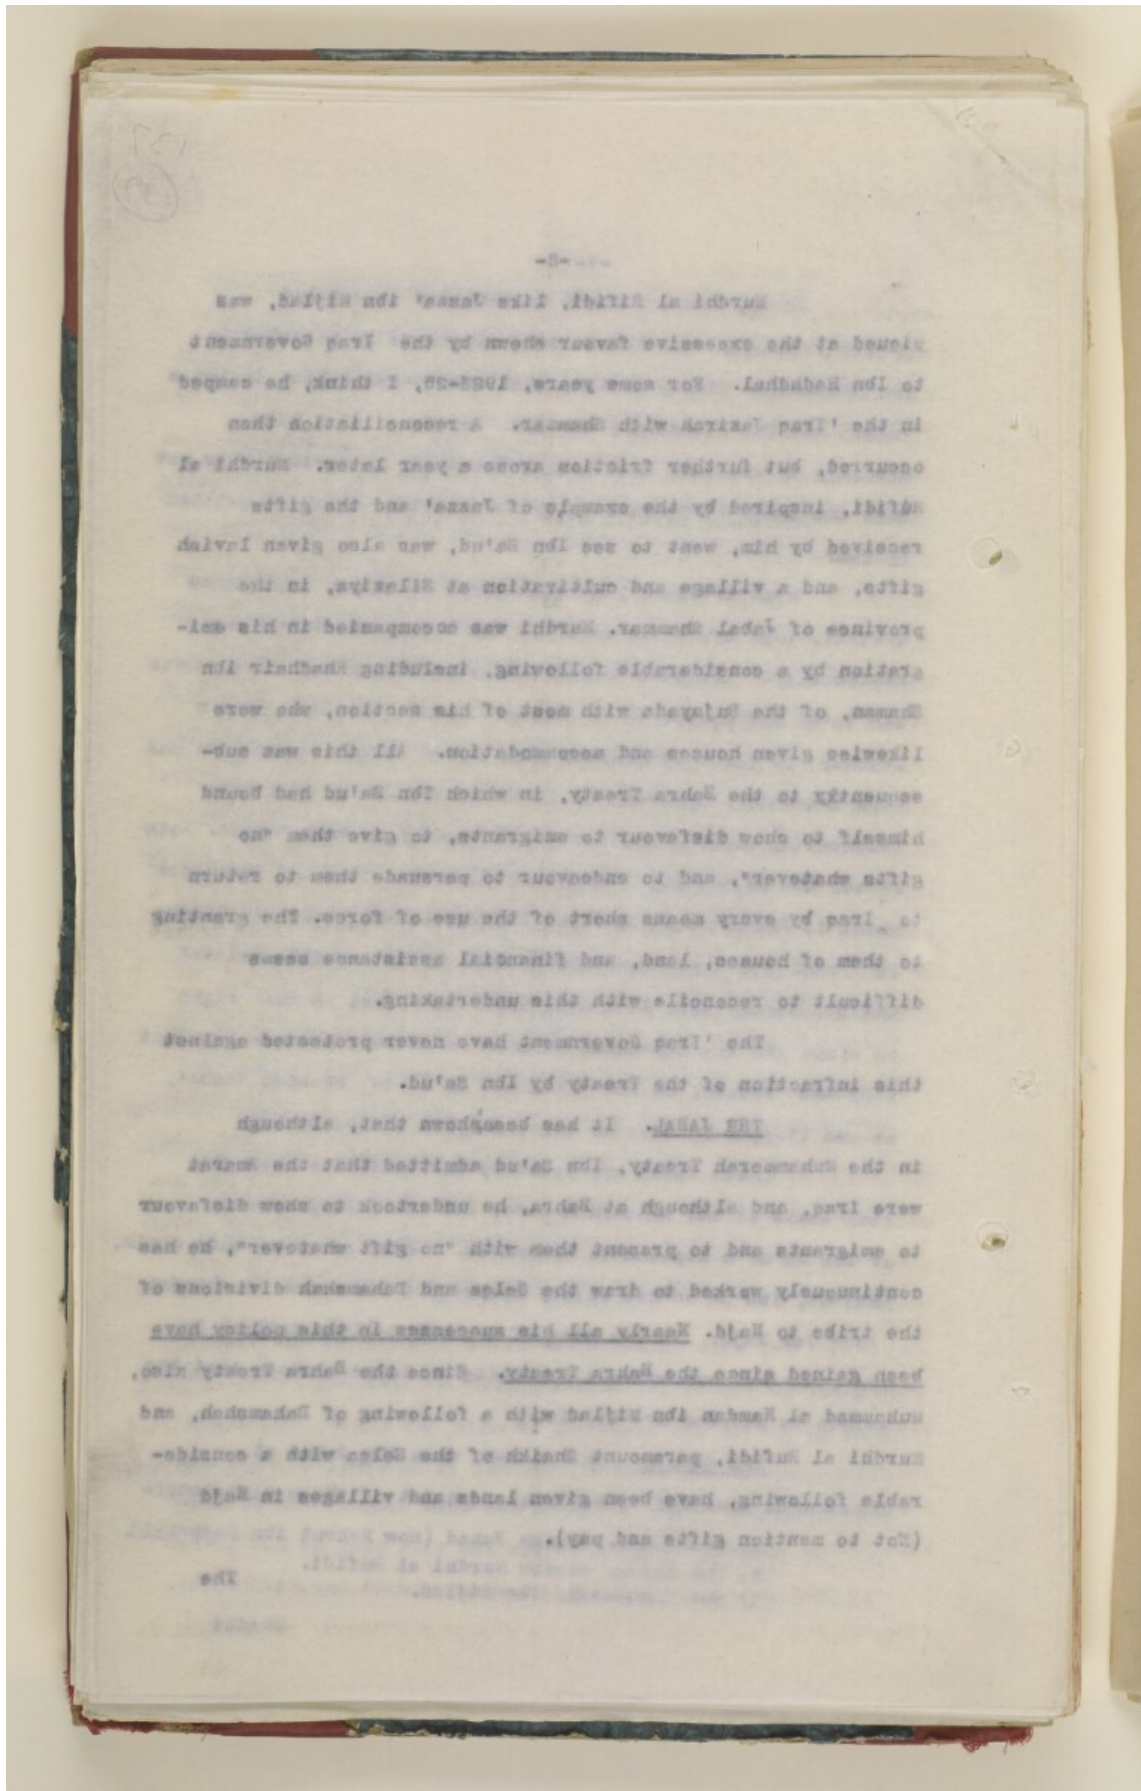 -8-
Murdhi al Rifidi, like Jazza' ibn Mijlad, was
piqued at the excessive favour shewn by the Iraq Government
to Ibn Hadhdhal. For some years, 1923-25, I think, he camped
in the 'Iraq Jazirah with Shammar. A reconciliation then
occurred, but further friction arose a year later. Murdhi al
Rufidi, inspired by the example of Jazza' and the gifts
received by him, went to see Ibn Sa'ud, was also given lavish
gifts, and a village and cultivation at in the
province of Jabal Shammar. Murdhi was accompanied in his emi-
gration by a considerable following, including Khadhair ibn
of the Bujayada with most of his section, who were
likewise given houses and accommodation. All this was sub-
sequently to the Bahra Treaty, in which Ibn Sa'ud had bound
himself to show disfavour to emigrants, to give them "no
gifts whatever", and to endeavour to persuade them to return
to Iraq by every means short of the use of force. The granting
to them of houses, land, and financial assistance seems
difficult to reconcile with this undertaking.
The 'Iraq Government have never protested against
this infraction of the Treaty by Ibn Sa'ud.
THE JABAL. It has been shown that, although
in the Muhammerah Treaty, Ibn Sa'ud admitted that the Amarat
were Iraq, and although at Bahra, he undertook to show disfavour
to emigrants and to present them with "no gift whatever", he has
continuously worked to draw the Selga and Dahamshah divisions of
the tribe to Najd. Nearly all his successes in this policy have
been gained since the Bahra Treaty. Since the Bahra Treaty also,
Muhammad al Hamdan ibn Mijlad with a following of Dahamshah, and
Murdhi al Rufidi, paramount Shaikh of the Selga with a conside-
rable following, have been given lands and villages in Najd
(Not to mention gifts and pay).
The